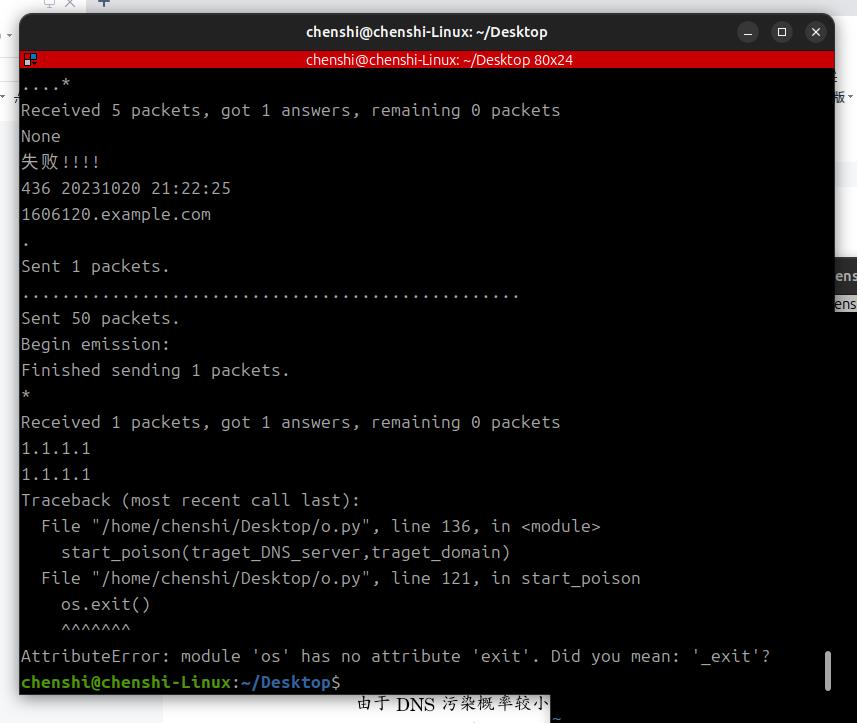 chenshi@chenshi-Linux: ~/Desktop
chenshi@chenshi-Linux: ~/Desktop 80x24
....*
Received 5 packets, got 1 answers, remaining 0 packets
None
失败!!!!
436 20231020 21:22:25
1606120.example.com
.
Sent 1 packets.
..................................................
Sent 50 packets.
Begin emission:
Finished sending 1 packets.
*
Received 1 packets, got 1 answers, remaining 0 packets
1.1.1.1
1.1.1.1
Traceback (most recent call last):
  File "/home/chenshi/Desktop/o.py", line 136, in <module>
    start_poison(traget_DNS_server,traget_domain)
  File "/home/chenshi/Desktop/o.py", line 121, in start_poison
    os.exit()
    ^^^^^^^
AttributeError: module 'os' has no attribute 'exit'. Did you mean: '_exit'?
chenshi@chenshi-Linux:~/Desktop$
由于 DNS 污染概率较小
~
版
ens
ens